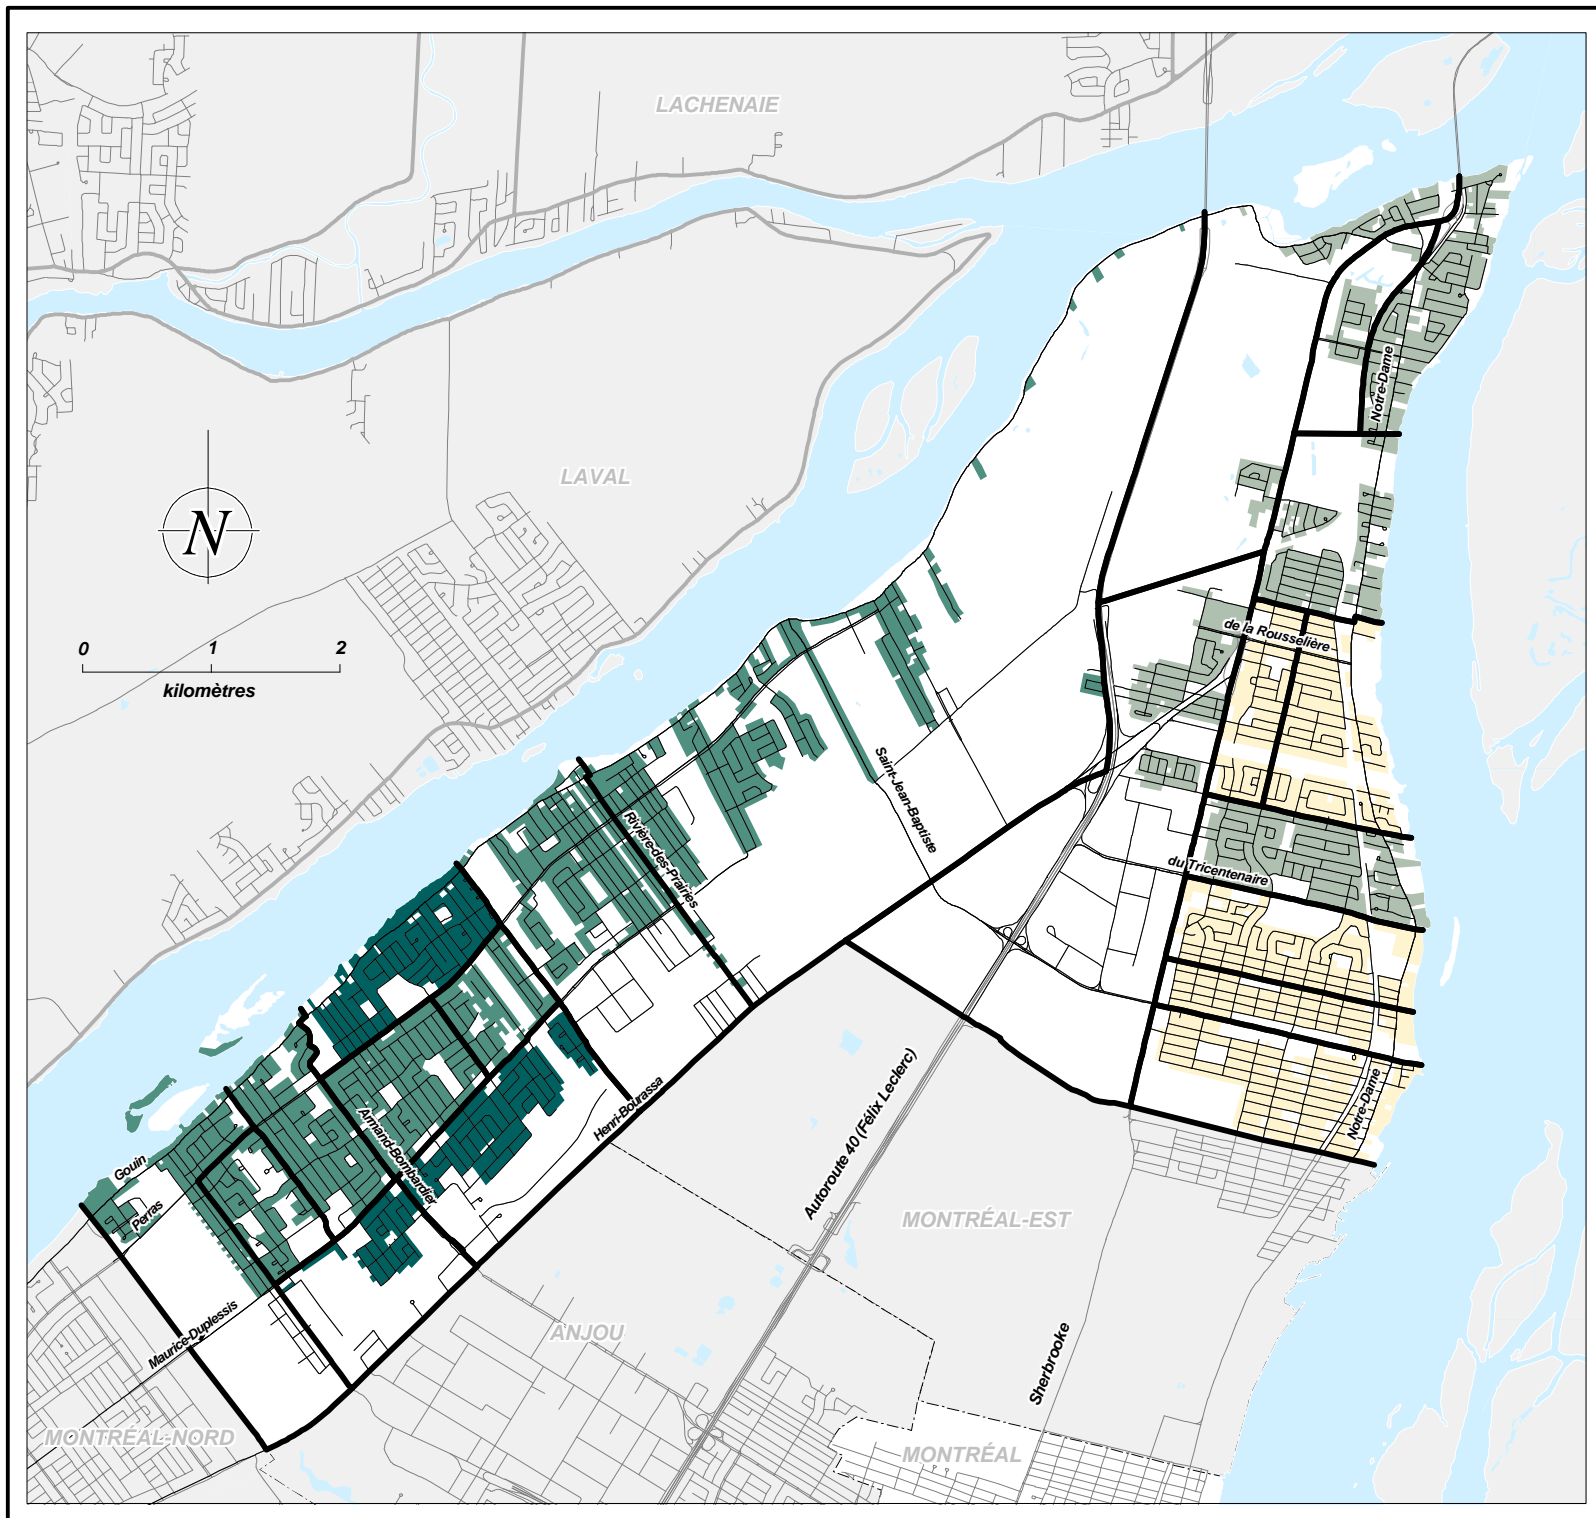 LACHENAIE
Notre-Dame
LAVAL
N
0 1 2
kilomètres
de la Rousselière
Saint-Jean-Baptiste
Rivière-des-Prairies
du Tricentenaire
Armand-Bombardier
Henri-Bourassa
Autoroute 40 (Félix Leclerc)
Notre-Dame
Gouin
Perras
MONTRÉAL-EST
Maurice-Duplessis
ANJOU
Sherbrooke
MONTRÉAL-NORD
MONTRÉAL